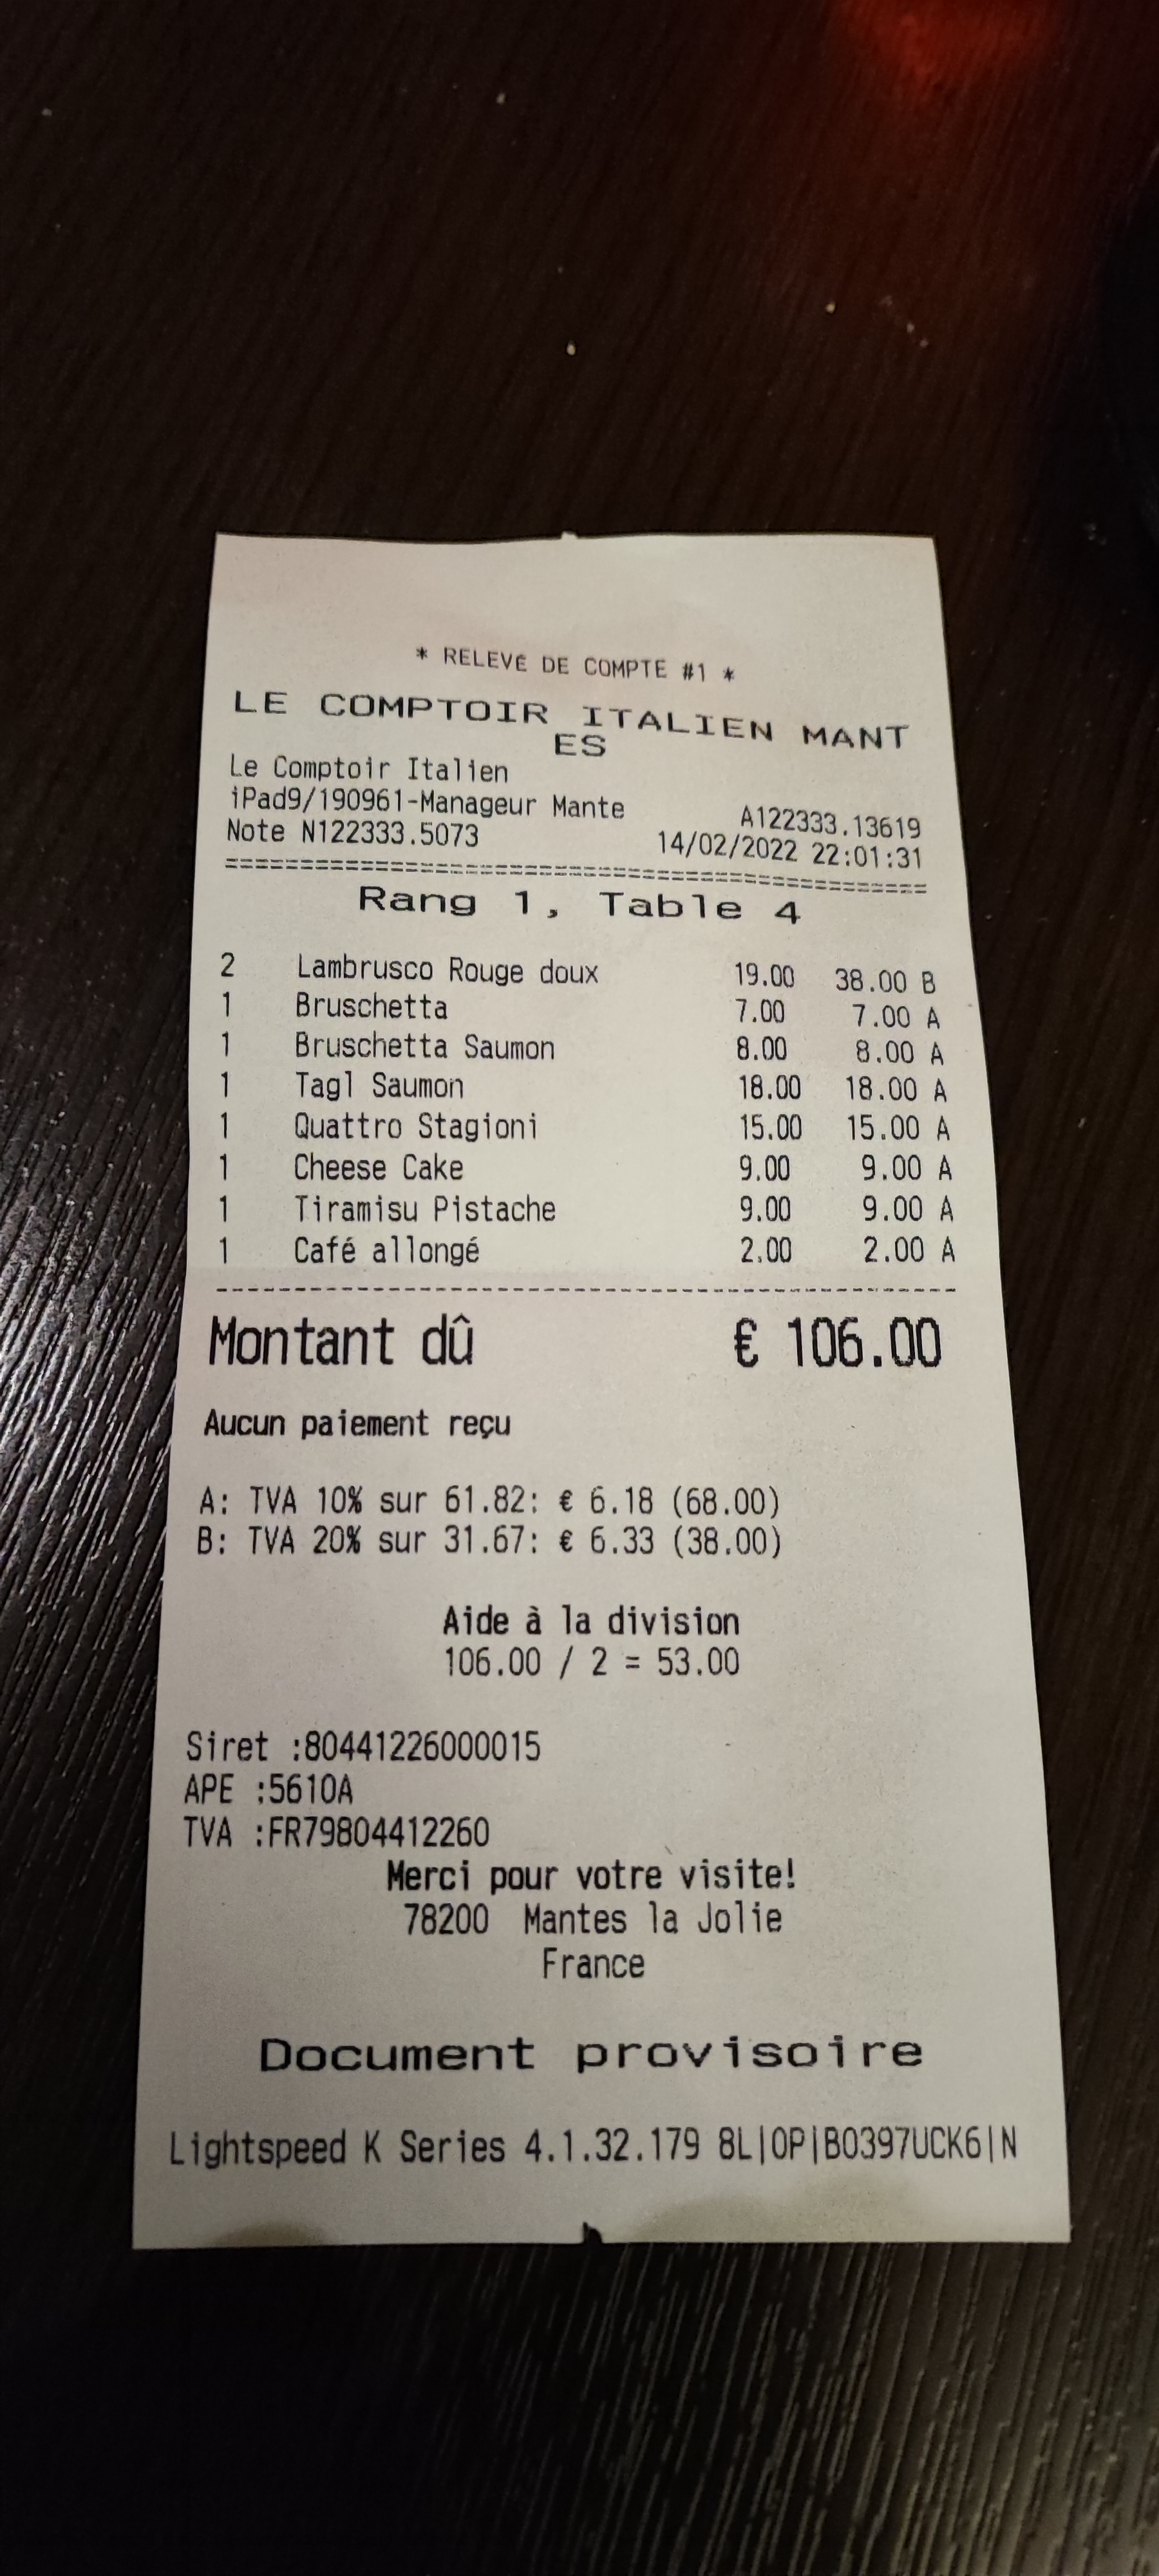 * RELEVÉ DE COMPTE #1 *
LE COMPTOIR ITALIEN MANT
ES
Le Comptoir Italien
iPad9/190961-Manageur Mante A122333.13619
Note N122333.5073 14/02/2022 22:01:31
================================================
Rang 1, Table 4
2 Lambrusco Rouge doux 19.00 38.00 B
1 Bruschetta 7.00 7.00 A
1 Bruschetta Saumon 8.00 8.00 A
1 Tagl Saumon 18.00 18.00 A
1 Quattro Stagioni 15.00 15.00 A
1 Cheese Cake 9.00 9.00 A
1 Tiramisu Pistache 9.00 9.00 A
1 Café allongé 2.00 2.00 A
------------------------------------------------
Montant dû € 106.00
Aucun paiement reçu
A: TVA 10% sur 61.82: € 6.18 (68.00)
B: TVA 20% sur 31.67: € 6.33 (38.00)
Aide à la division
106.00 / 2 = 53.00
Siret :80441226000015
APE :5610A
TVA :FR79804412260
Merci pour votre visite!
78200 Mantes la Jolie
France
Document provisoire
Lightspeed K Series 4.1.32.179 8L|OP|B0397UCK6|N